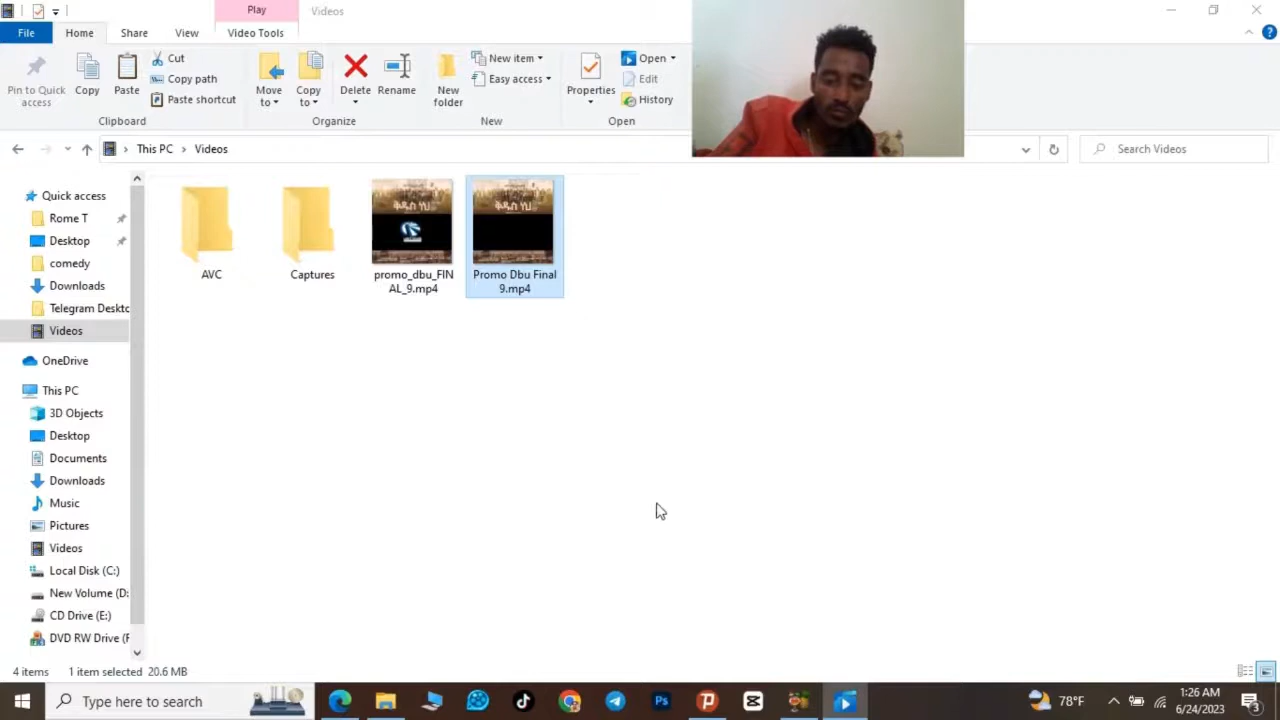 Play
Videos
File
Home
Share
View
Video Tools
Pin to Quick
access
Copy
Paste
Cut
Copy path
Paste shortcut
Clipboard
Move
to
Copy
to
Delete
Rename
Organize
New
folder
New item
Easy access
New
Properties
Open
Edit
History
Open
This PC
Videos
Search Videos
Quick access
Rome T
Desktop
comedy
Downloads
Telegram Deskto
Videos
OneDrive
This PC
3D Objects
Desktop
Documents
Downloads
Music
Pictures
Videos
Local Disk (C:)
New Volume (D:
CD Drive (E:)
DVD RW Drive (F
AVC
Captures
promo_dbu_FIN
AL_9.mp4
Promo Dbu Final
9.mp4
4 items
1 item selected
20.6 MB
Type here to search
Ps
78°F
1:26 AM
6/24/2023
3